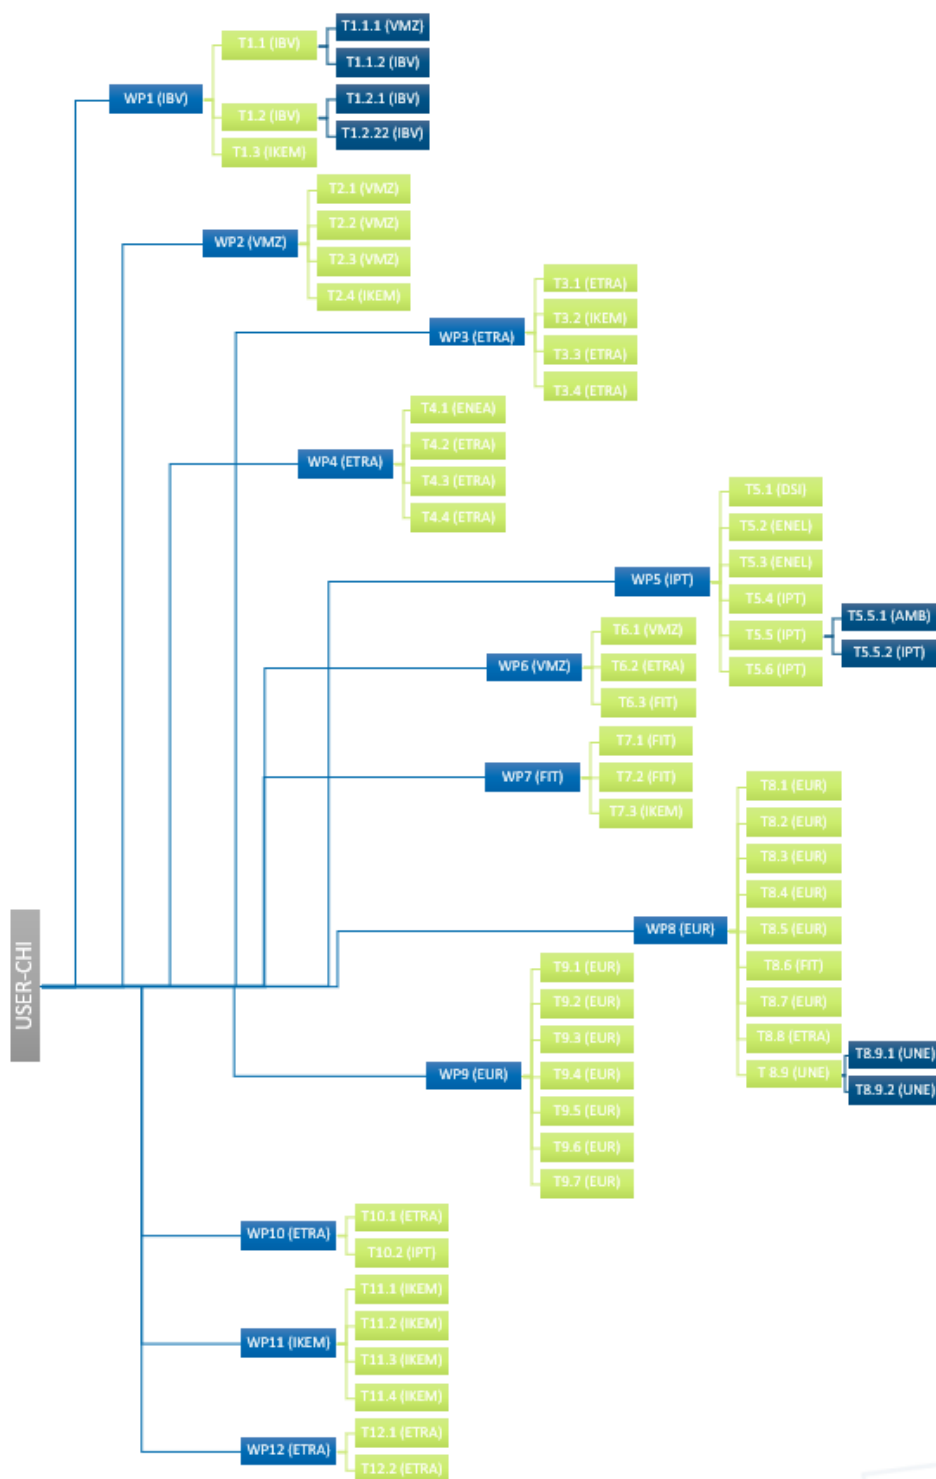 USER-CHI
WP1 (IBV)
T1.1 (IBV)
T1.1.1 (VMZ)
T1.1.2 (IBV)
T1.2 (IBV)
T1.2.1 (IBV)
T1.2.22 (IBV)
T1.3 (IKEM)
WP2 (VMZ)
T2.1 (VMZ)
T2.2 (VMZ)
T2.3 (VMZ)
T2.4 (IKEM)
WP3 (ETRA)
T3.1 (ETRA)
T3.2 (IKEM)
T3.3 (ETRA)
T3.4 (ETRA)
WP4 (ETRA)
T4.1 (ENEA)
T4.2 (ETRA)
T4.3 (ETRA)
T4.4 (ETRA)
WP5 (IPT)
T5.1 (DSI)
T5.2 (ENEL)
T5.3 (ENEL)
T5.4 (IPT)
T5.5 (IPT)
T5.5.1 (AMB)
T5.5.2 (IPT)
T5.6 (IPT)
WP6 (VMZ)
T6.1 (VMZ)
T6.2 (ETRA)
T6.3 (FIT)
WP7 (FIT)
T7.1 (FIT)
T7.2 (FIT)
T7.3 (IKEM)
WP8 (EUR)
T8.1 (EUR)
T8.2 (EUR)
T8.3 (EUR)
T8.4 (EUR)
T8.5 (EUR)
T8.6 (FIT)
T8.7 (EUR)
T8.8 (ETRA)
T 8.9 (UNE)
T8.9.1 (UNE)
T8.9.2 (UNE)
WP9 (EUR)
T9.1 (EUR)
T9.2 (EUR)
T9.3 (EUR)
T9.4 (EUR)
T9.5 (EUR)
T9.6 (EUR)
T9.7 (EUR)
WP10 (ETRA)
T10.1 (ETRA)
T10.2 (IPT)
WP11 (IKEM)
T11.1 (IKEM)
T11.2 (IKEM)
T11.3 (IKEM)
T11.4 (IKEM)
WP12 (ETRA)
T12.1 (ETRA)
T12.2 (ETRA)